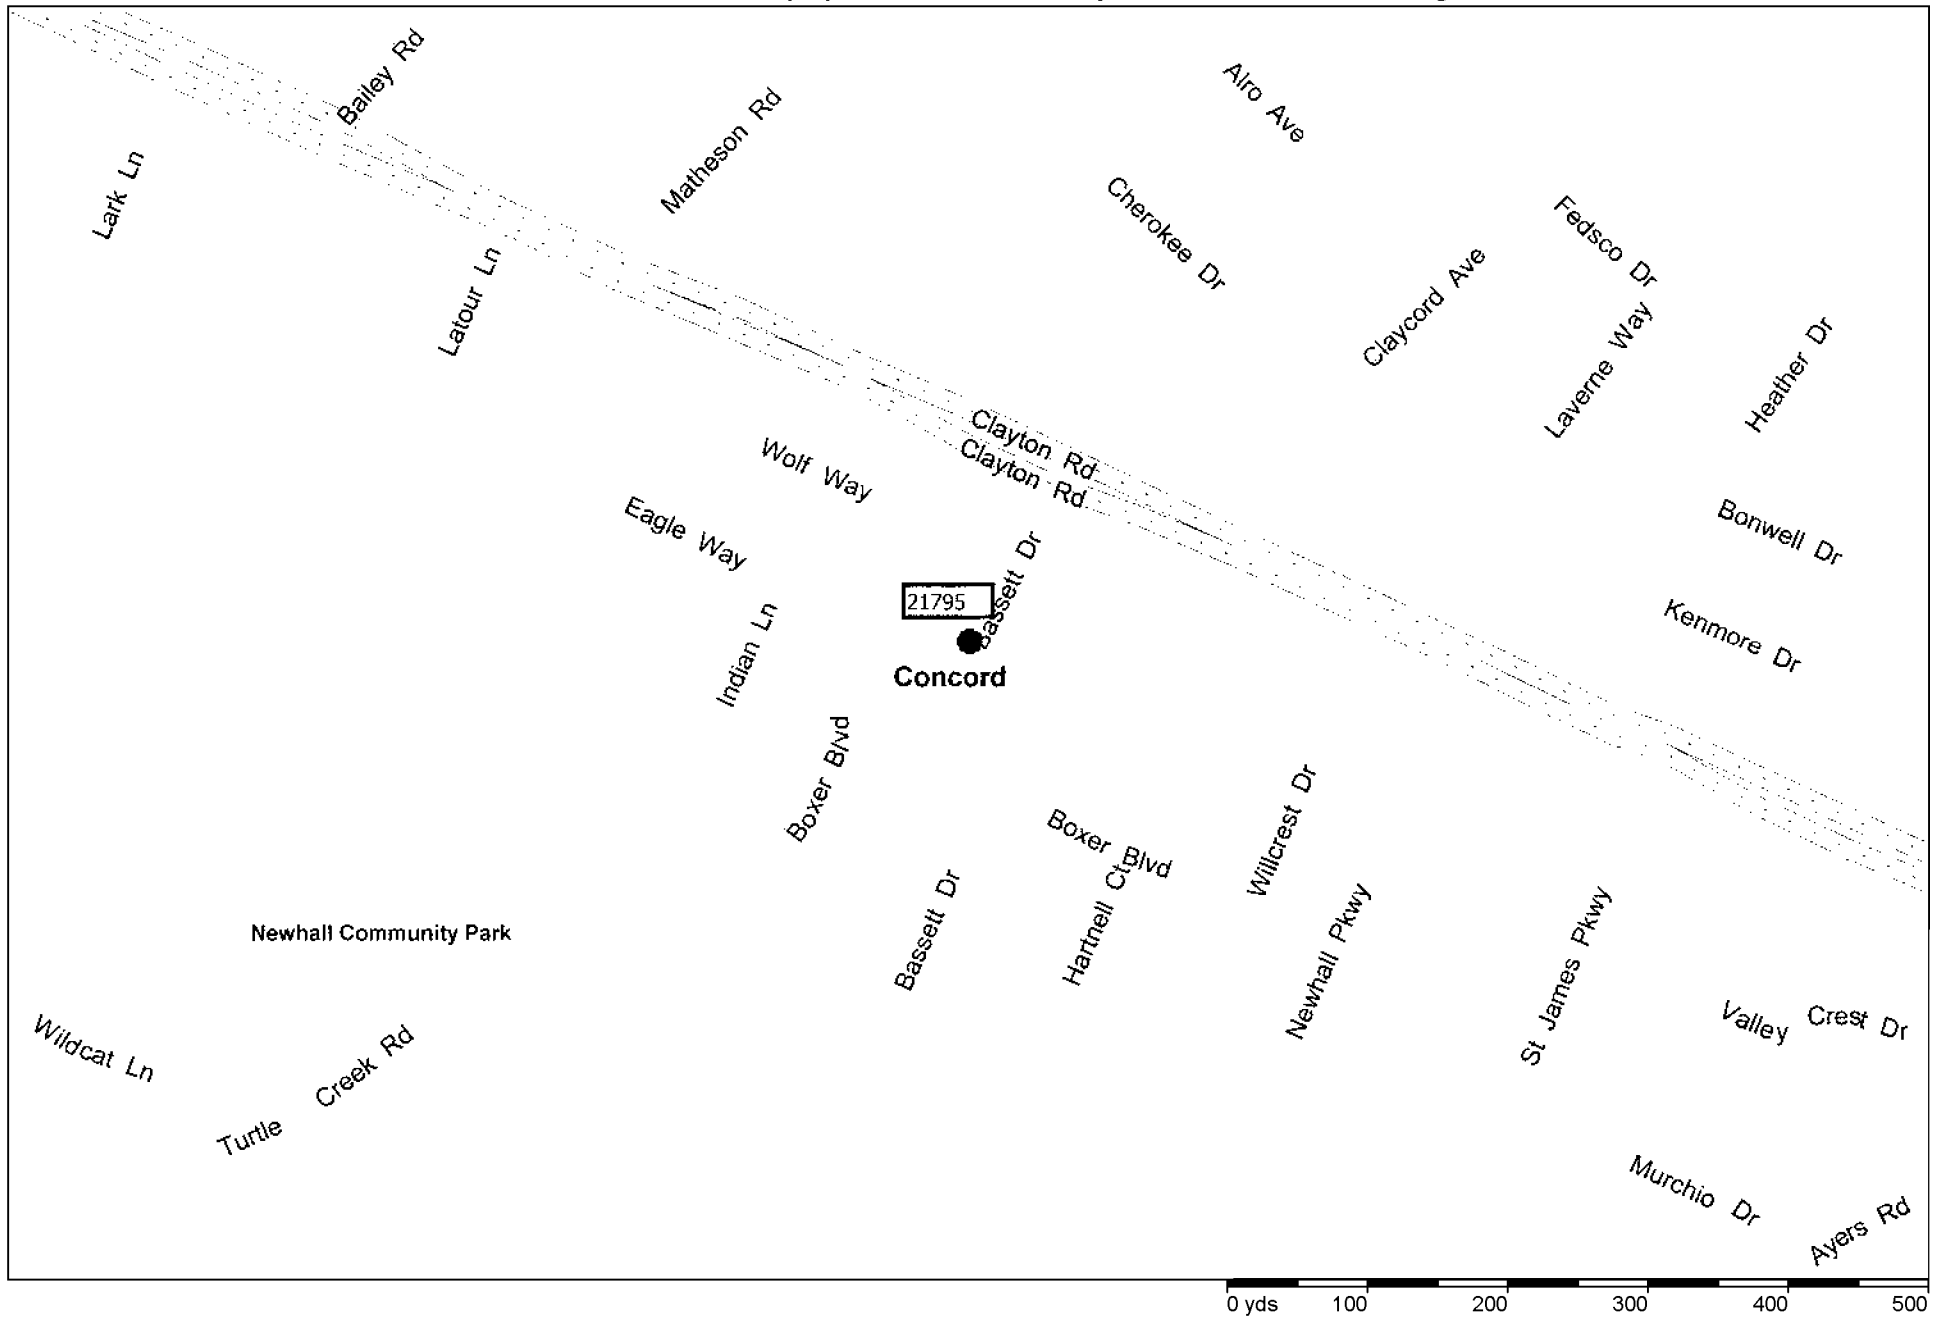 Bailey Rd
Alro Ave
Matheson Rd
Lark Ln
Cherokee Dr
Fedsco Dr
Latour Ln
Claycord Ave
Laverne Way
Heather Dr
Clayton Rd
Clayton Rd
Wolf Way
Eagle Way
Bonwell Dr
Bassett Dr
21795
Kenmore Dr
Indian Ln
Concord
Boxer Blvd
Willcrest Dr
Boxer Blvd
Bassett Dr
Hartnell Ct
Newhall Pkwy
St James Pkwy
Newhall Community Park
Valley Crest Dr
Wildcat Ln
Turtle Creek Rd
Murchio Dr
Ayers Rd
0 yds 100 200 300 400 500